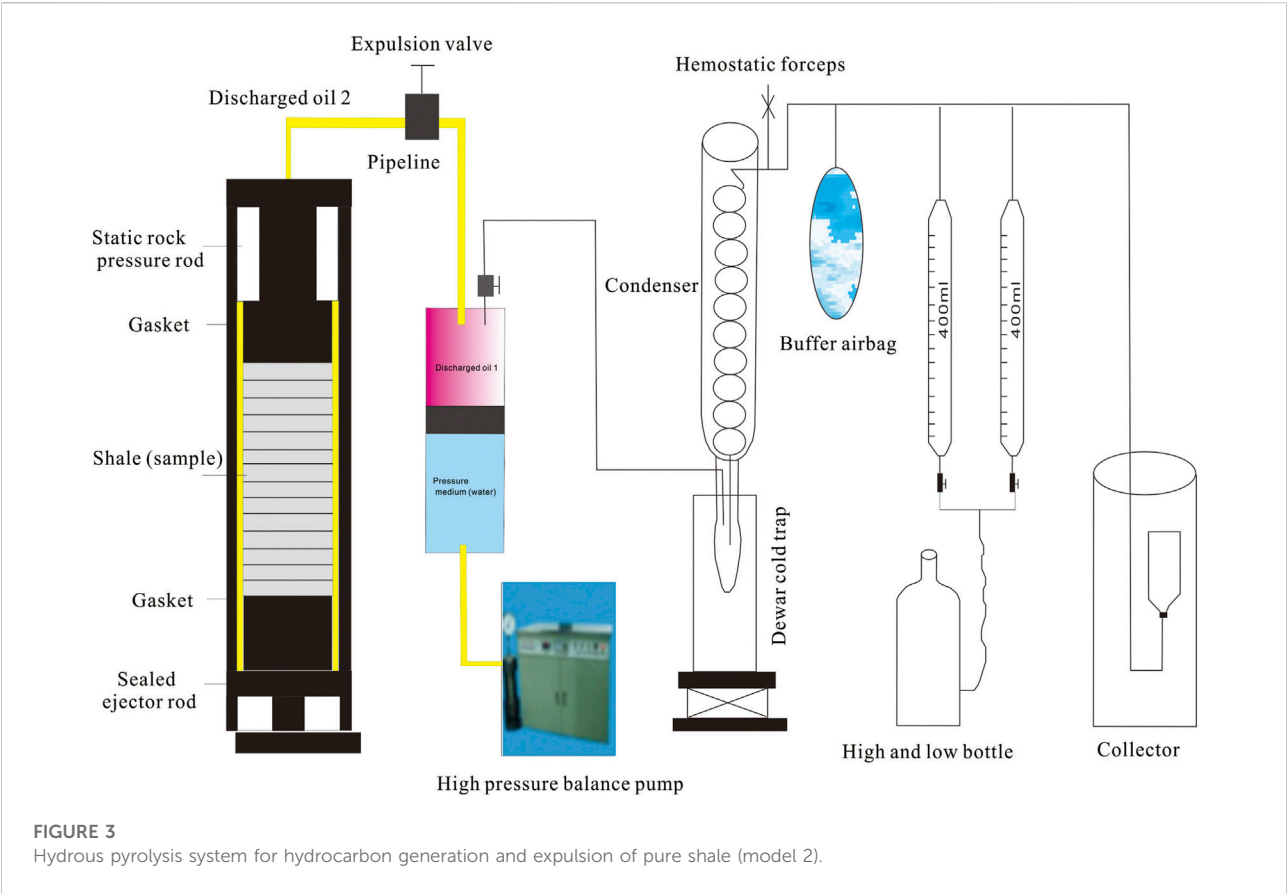 Expulsion valve
Hemostatic forceps
Discharged oil 2
Pipeline
Static rock
pressure rod
Condenser
Gasket
400ml
400ml
Buffer airbag
Discharged oil 1
Shale (sample)
Pressure
medium (water)
Dewar cold trap
Gasket
Sealed
ejector rod
High and low bottle
Collector
High pressure balance pump
FIGURE 3
Hydrous pyrolysis system for hydrocarbon generation and expulsion of pure shale (model 2).